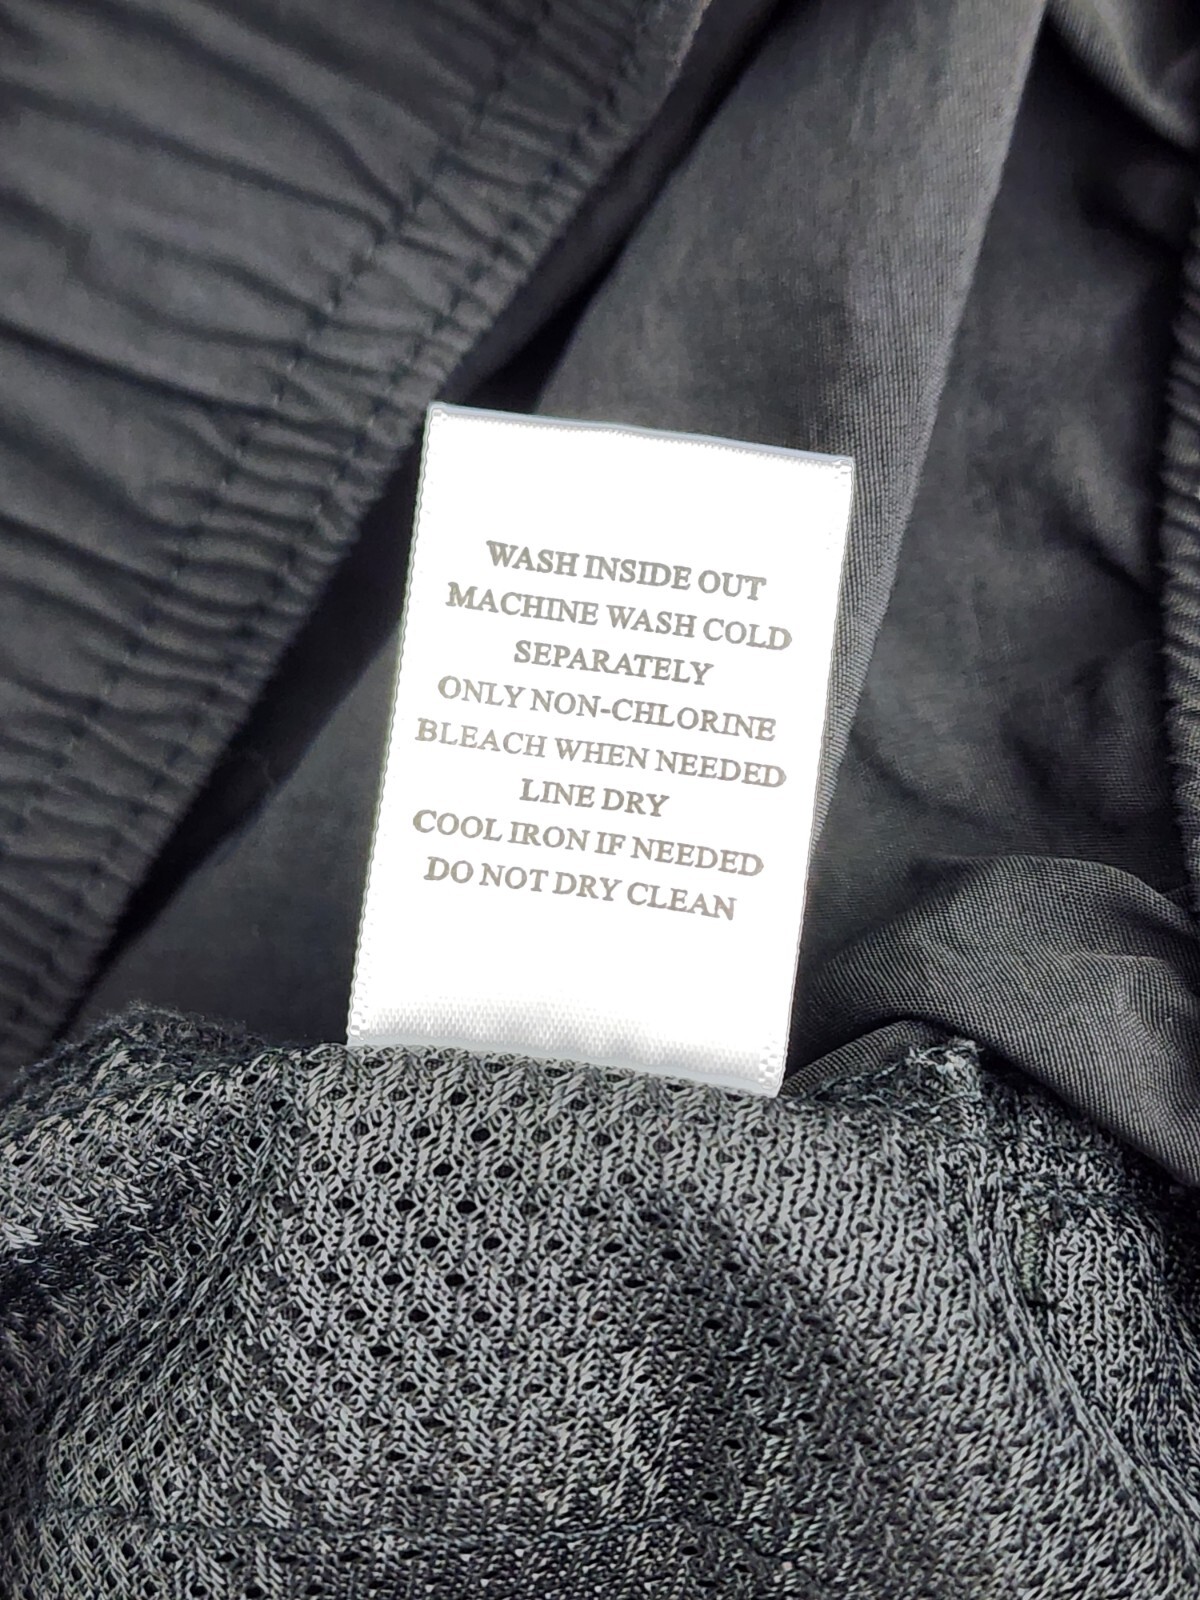 WASH INSIDE OUT
MACHINE WASH COLD
SEPARATELY
ONLY NON-CHLORINE
BLEACH WHEN NEEDED
LINE DRY
COOL IRON IF NEEDED
DO NOT DRY CLEAN